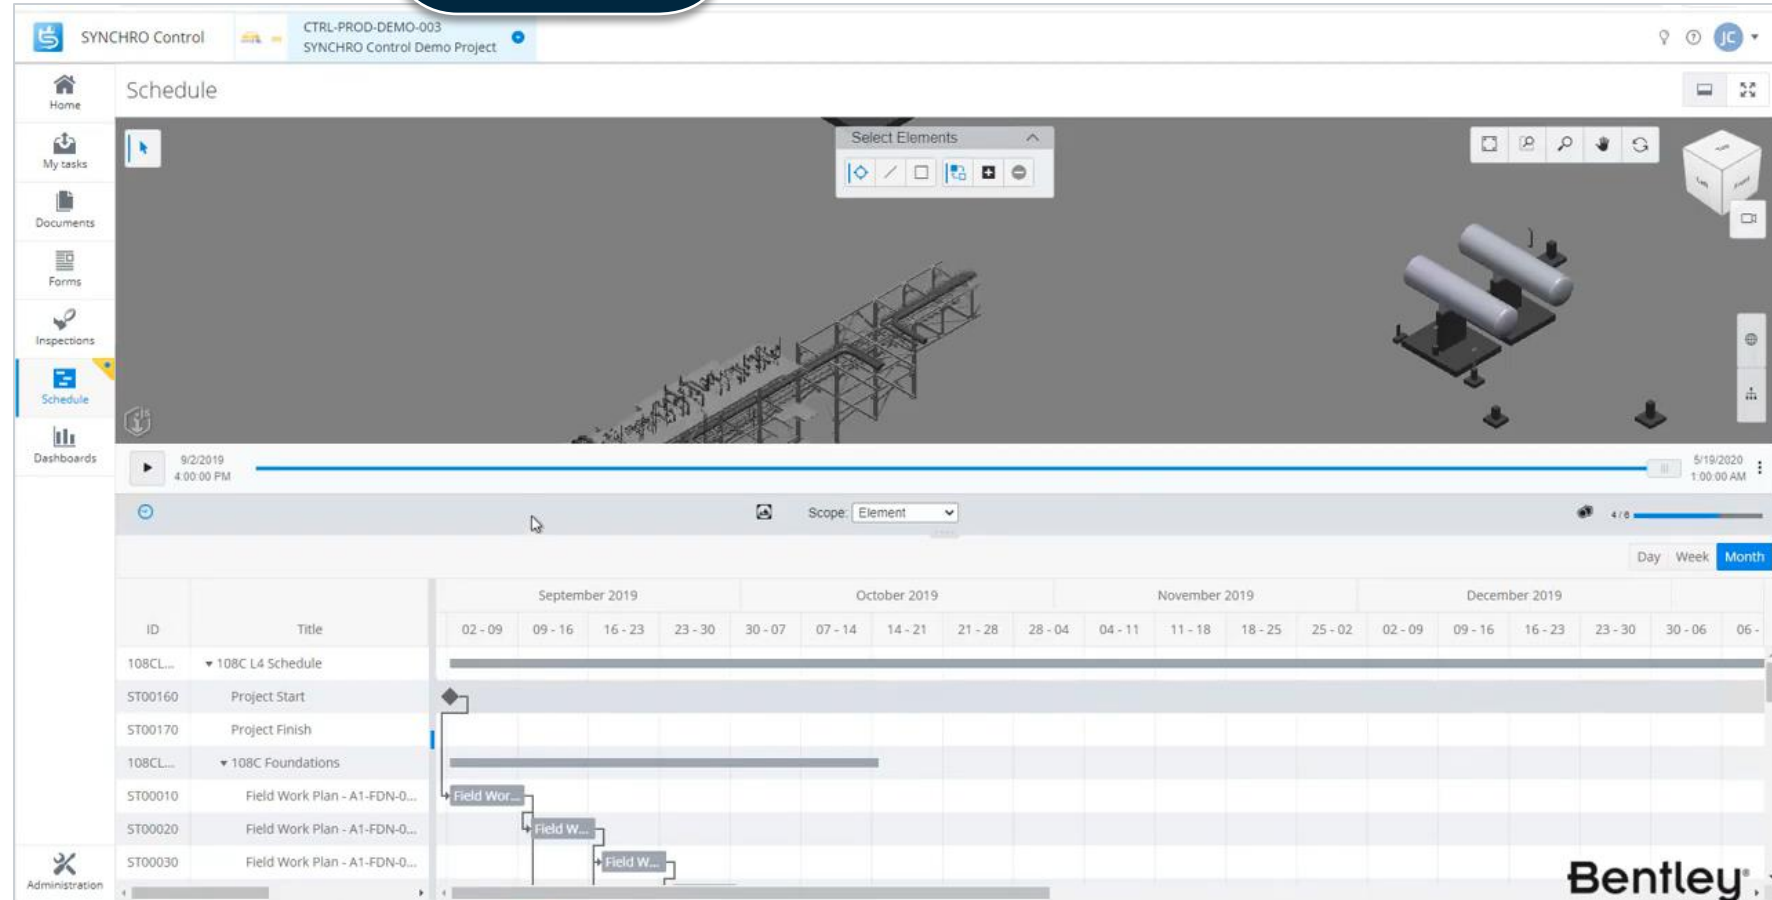 SYNCHRO Control
CTRL-PROD-DEMO-003
SYNCHRO Control Demo Project
JC
Home
My tasks
Documents
Forms
Inspections
Schedule
Dashboards
Administration
Schedule
Select Elements
9/2/2019
4:00:00 PM
5/19/2020
1:00:00 AM
Scope: Element
4 / 6
Day Week Month
September 2019 October 2019 November 2019 December 2019
ID Title 02 - 09 09 - 16 16 - 23 23 - 30 30 - 07 07 - 14 14 - 21 21 - 28 28 - 04 04 - 11 11 - 18 18 - 25 25 - 02 02 - 09 09 - 16 16 - 23 23 - 30 30 - 06 06 -
108CL... 108C L4 Schedule
ST00160 Project Start
ST00170 Project Finish
108CL... 108C Foundations
ST00010 Field Work Plan - A1-FDN-0... Field Wor...
ST00020 Field Work Plan - A1-FDN-0... Field W...
ST00030 Field Work Plan - A1-FDN-0... Field W...
Bentley